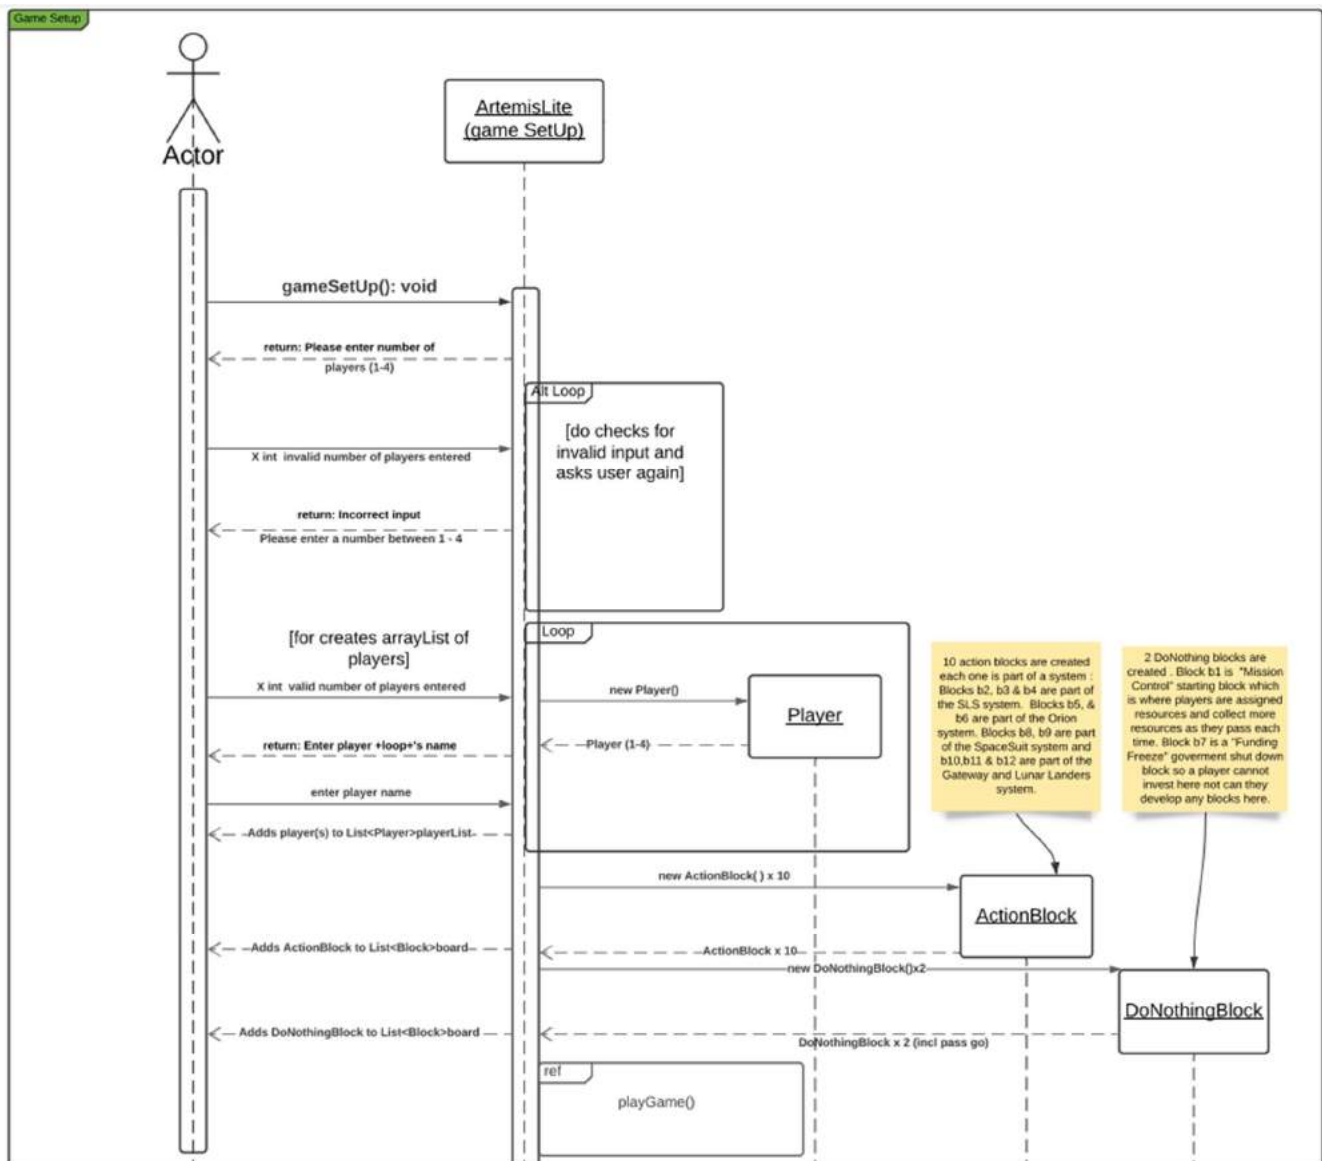 Game Setup
Actor
ArtemisLite
(game SetUp)
gameSetUp(): void
return: Please enter number of
players (1-4)
Alt Loop
[do checks for
invalid input and
asks user again]
X int  invalid number of players entered
return: Incorrect input
Please enter a number between 1 - 4
Loop
[for creates arrayList of
players]
X int  valid number of players entered
new Player()
Player
Player (1-4)
return: Enter player +loop+'s name
enter player name
Adds player(s) to List<Player>playerList
10 action blocks are created
each one is part of a system :
Blocks b2, b3 & b4 are part of
the SLS system.  Blocks b5, &
b6 are part of the Orion
system. Blocks b8, b9 are part
of the SpaceSuit system and
b10,b11 & b12 are part of the
Gateway and Lunar Landers
system.
2 DoNothing blocks are
created . Block b1 is  "Mission
Control" starting block which
is where players are assigned
resources and collect more
resources as they pass each
time. Block b7 is a "Funding
Freeze" goverment shut down
block so a player cannot
invest here not can they
develop any blocks here.
new ActionBlock( ) x 10
ActionBlock
Adds ActionBlock to List<Block>board
ActionBlock x 10
new DoNothingBlock()x2
DoNothingBlock
Adds DoNothingBlock to List<Block>board
DoNothingBlock x 2 (incl pass go)
ref
playGame()